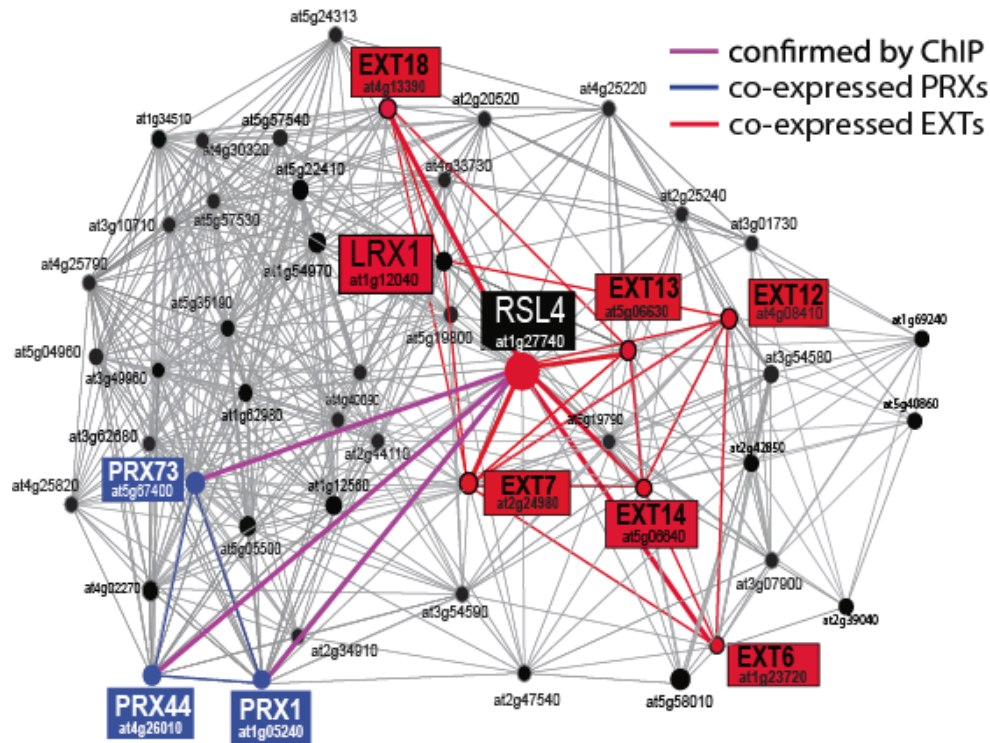 at5g24313
confirmed by ChIP
co-expressed PRXs
co-expressed EXTs
EXT18
at4g13390
at2g20520
at4g25220
at1g34510
at5g57540
at4g30320
at5g22410
at4g33730
at2g25240
at3g10710
at5g57530
at3g01730
at4g25790
at1g54970
LRX1
at1g12040
EXT13
at5g06630
EXT12
at4g08410
at5g35190
RSL4
at1g27740
at5g19800
at1g69240
at5g04960
at3g49960
at3g54580
at1g62980
at4g40090
at5g19790
at5g40860
at3g62680
at2g44110
at2g42850
PRX73
at5g67400
at4g25820
at1g12560
EXT7
at2g24980
EXT14
at5g06640
at5g05500
at4g02270
at3g54590
at3g07900
at2g39040
at2g34910
EXT6
at1g23720
PRX44
at4g26010
PRX1
at1g05240
at2g47540
at5g58010